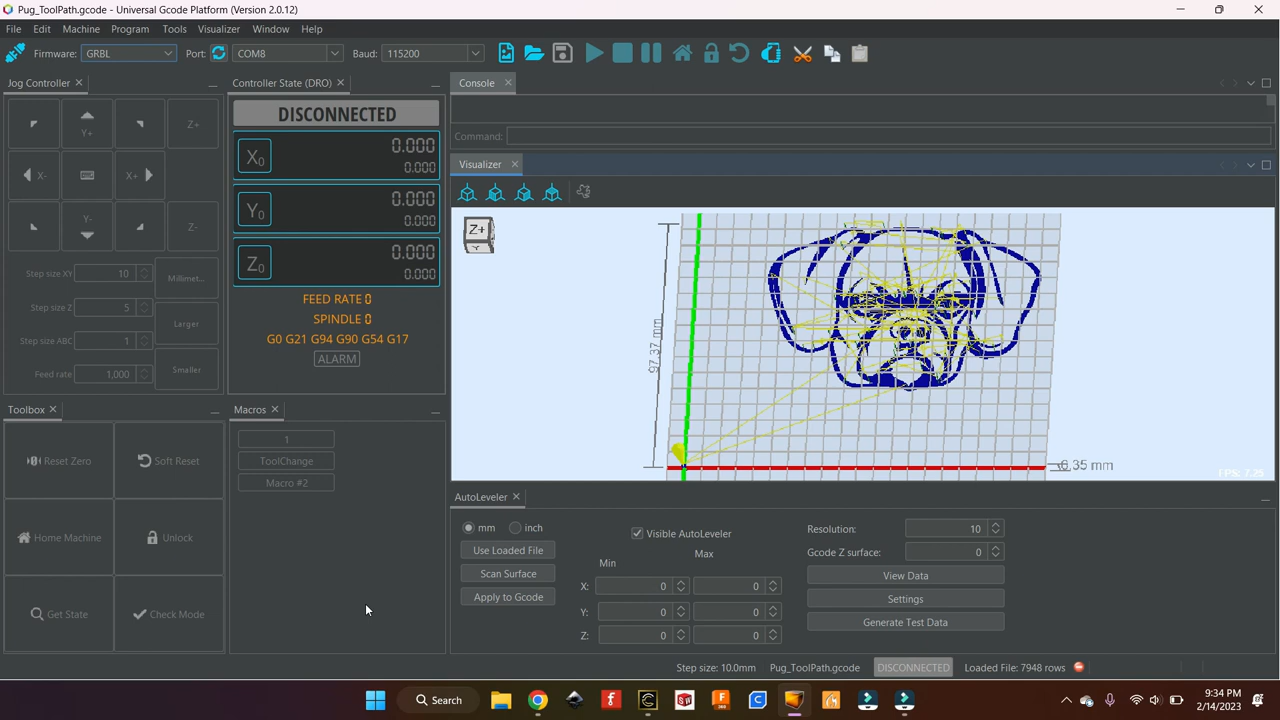 Pug_ToolPath.gcode - Universal Gcode Platform (Version 2.0.12)
File Edit Machine Program Tools Visualizer Window Help
Firmware: GRBL Port: COM8 Baud: 115200
Jog Controller
Y+
Z+
X-
X+
Y-
Z-
Step size XY 10 Millimet...
Step size Z 5
Larger
Step size ABC 1
Feed rate 1,000 Smaller
Controller State (DRO)
DISCONNECTED
X0 0.000
0.000
Y0 0.000
0.000
Z0 0.000
0.000
FEED RATE 0
SPINDLE 0
G0 G21 G94 G90 G54 G17
ALARM
Console
Command:
Visualizer
Z+
Y-
97.37 mm
6.35 mm
FPS: 7.25
Toolbox
Reset Zero Soft Reset
Home Machine Unlock
Get State Check Mode
Macros
1
ToolChange
Macro #2
AutoLeveler
mm inch
Use Loaded File
Scan Surface
Apply to Gcode
Visible AutoLeveler
Min Max
X: 0 0
Y: 0 0
Z: 0 0
Resolution: 10
Gcode Z surface: 0
View Data
Settings
Generate Test Data
Step size: 10.0mm Pug_ToolPath.gcode DISCONNECTED Loaded File: 7948 rows
Search
9:34 PM
2/14/2023